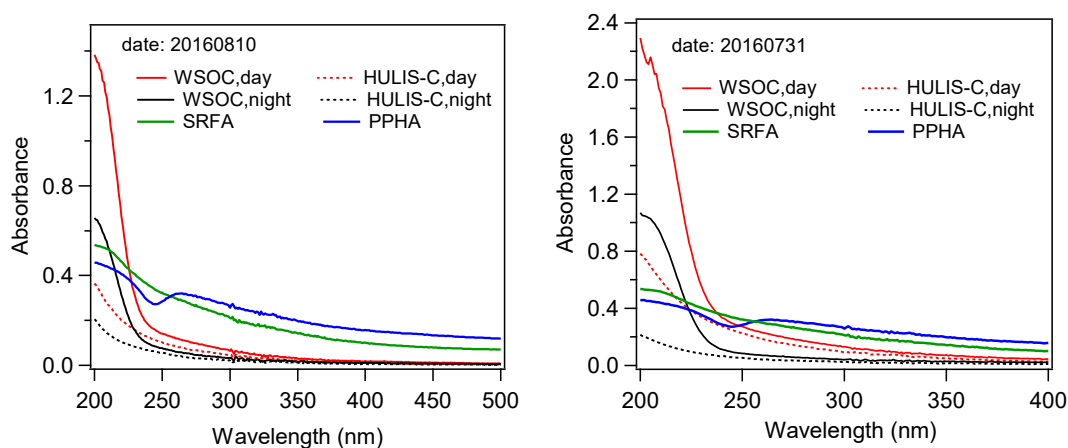 date: 20160810
WSOC,day HULIS-C,day
WSOC,night HULIS-C,night
SRFA PPHA
Absorbance
1.2
0.8
0.4
0.0
200 250 300 350 400 450 500
Wavelength (nm)
date: 20160731
WSOC,day HULIS-C,day
WSOC,night HULIS-C,night
SRFA PPHA
Absorbance
2.4
2.0
1.6
1.2
0.8
0.4
0.0
200 250 300 350 400
Wavelength (nm)